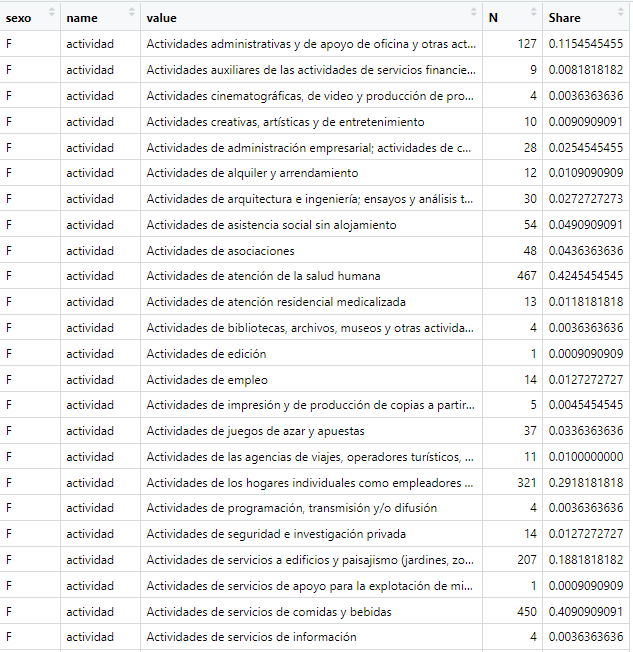 sexo name value N Share
F actividad Actividades administrativas y de apoyo de oficina y otras act... 127 0.1154545455
F actividad Actividades auxiliares de las actividades de servicios financie... 9 0.0081818182
F actividad Actividades cinematográficas, de video y producción de pro... 4 0.0036363636
F actividad Actividades creativas, artísticas y de entretenimiento 10 0.0090909091
F actividad Actividades de administración empresarial; actividades de c... 28 0.0254545455
F actividad Actividades de alquiler y arrendamiento 12 0.0109090909
F actividad Actividades de arquitectura e ingeniería; ensayos y análisis t... 30 0.0272727273
F actividad Actividades de asistencia social sin alojamiento 54 0.0490909091
F actividad Actividades de asociaciones 48 0.0436363636
F actividad Actividades de atención de la salud humana 467 0.4245454545
F actividad Actividades de atención residencial medicalizada 13 0.0118181818
F actividad Actividades de bibliotecas, archivos, museos y otras activida... 4 0.0036363636
F actividad Actividades de edición 1 0.0009090909
F actividad Actividades de empleo 14 0.0127272727
F actividad Actividades de impresión y de producción de copias a partir... 5 0.0045454545
F actividad Actividades de juegos de azar y apuestas 37 0.0336363636
F actividad Actividades de las agencias de viajes, operadores turísticos, ... 11 0.0100000000
F actividad Actividades de los hogares individuales como empleadores ... 321 0.2918181818
F actividad Actividades de programación, transmisión y/o difusión 4 0.0036363636
F actividad Actividades de seguridad e investigación privada 14 0.0127272727
F actividad Actividades de servicios a edificios y paisajismo (jardines, zo... 207 0.1881818182
F actividad Actividades de servicios de apoyo para la explotación de mi... 1 0.0009090909
F actividad Actividades de servicios de comidas y bebidas 450 0.4090909091
F actividad Actividades de servicios de información 4 0.0036363636